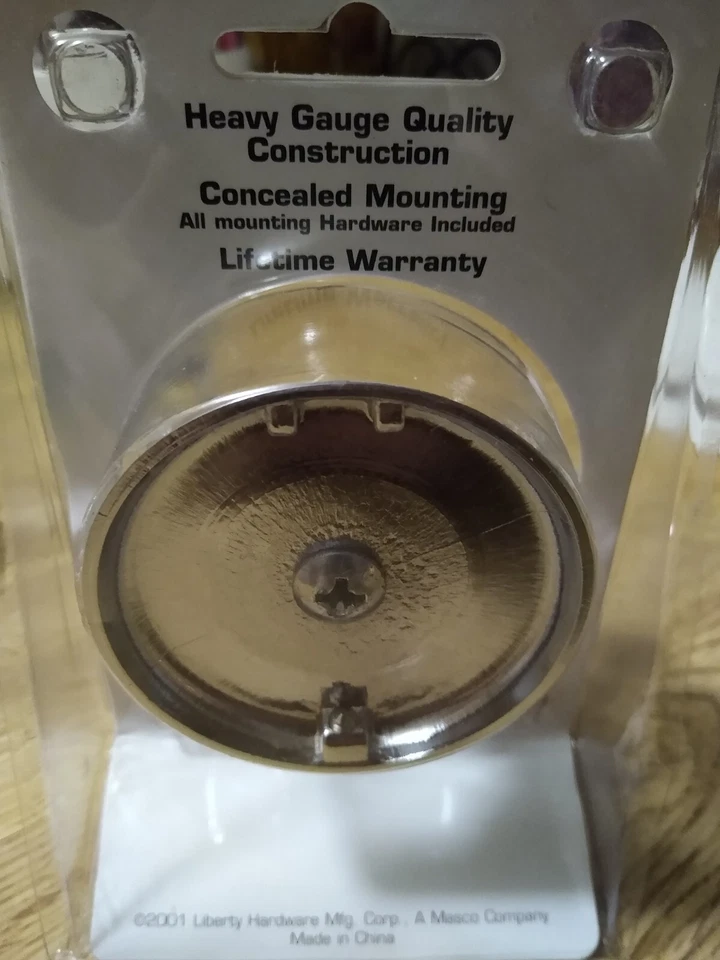 Heavy Gauge Quality
Construction
Concealed Mounting
All mounting Hardware Included
Lifetime Warranty
©2001 Liberty Hardware Mfg. Corp., A Masco Company
Made in China